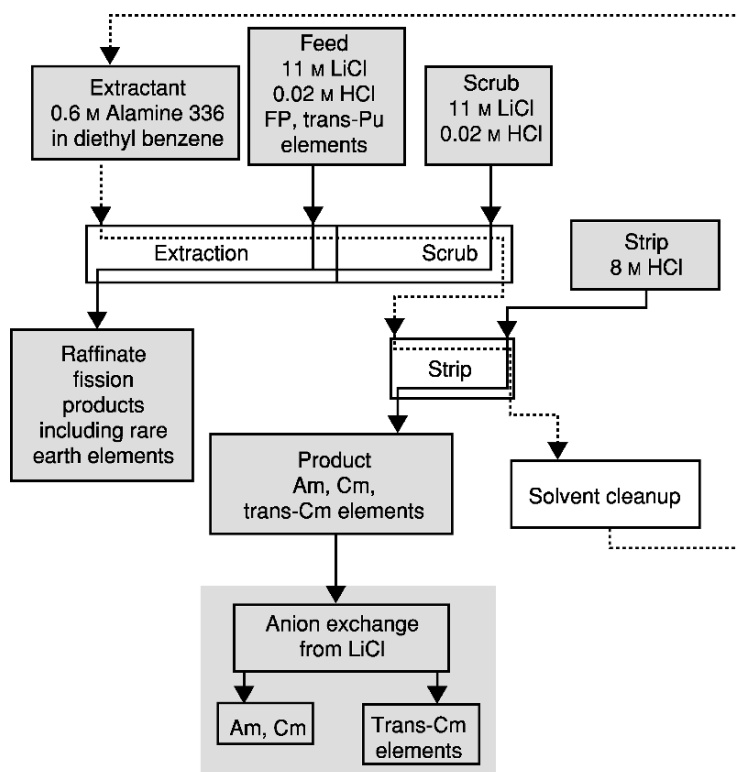 Extractant
0.6 M Alamine 336
in diethyl benzene
Feed
11 M LiCl
0.02 M HCl
FP, trans-Pu
elements
Scrub
11 M LiCl
0.02 M HCl
Extraction
Scrub
Strip
8 M HCl
Raffinate
fission
products
including rare
earth elements
Strip
Product
Am, Cm,
trans-Cm elements
Solvent cleanup
Anion exchange
from LiCl
Am, Cm
Trans-Cm
elements